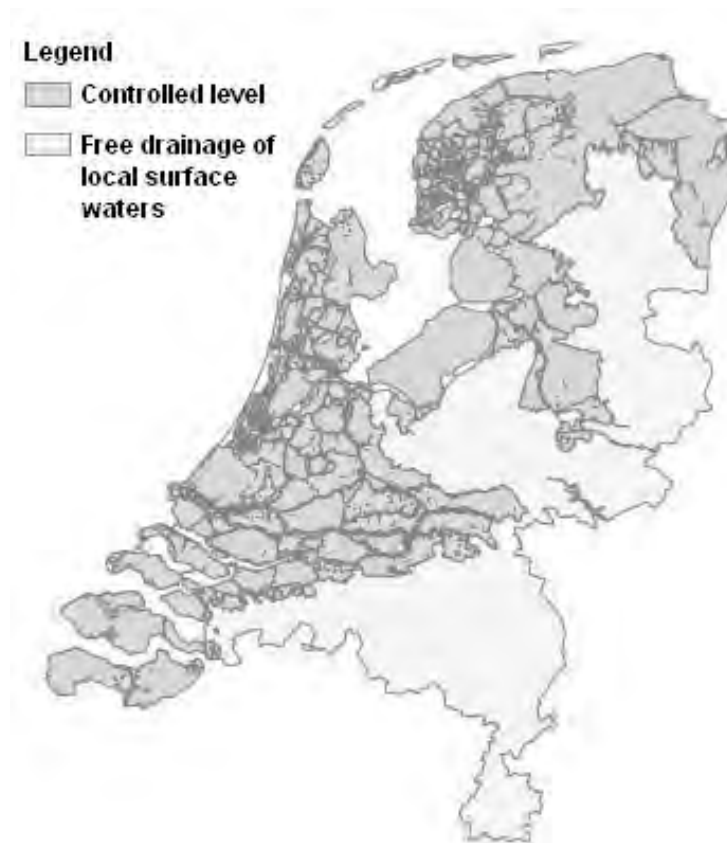 Legend
Controlled level
Free drainage of
local surface
waters